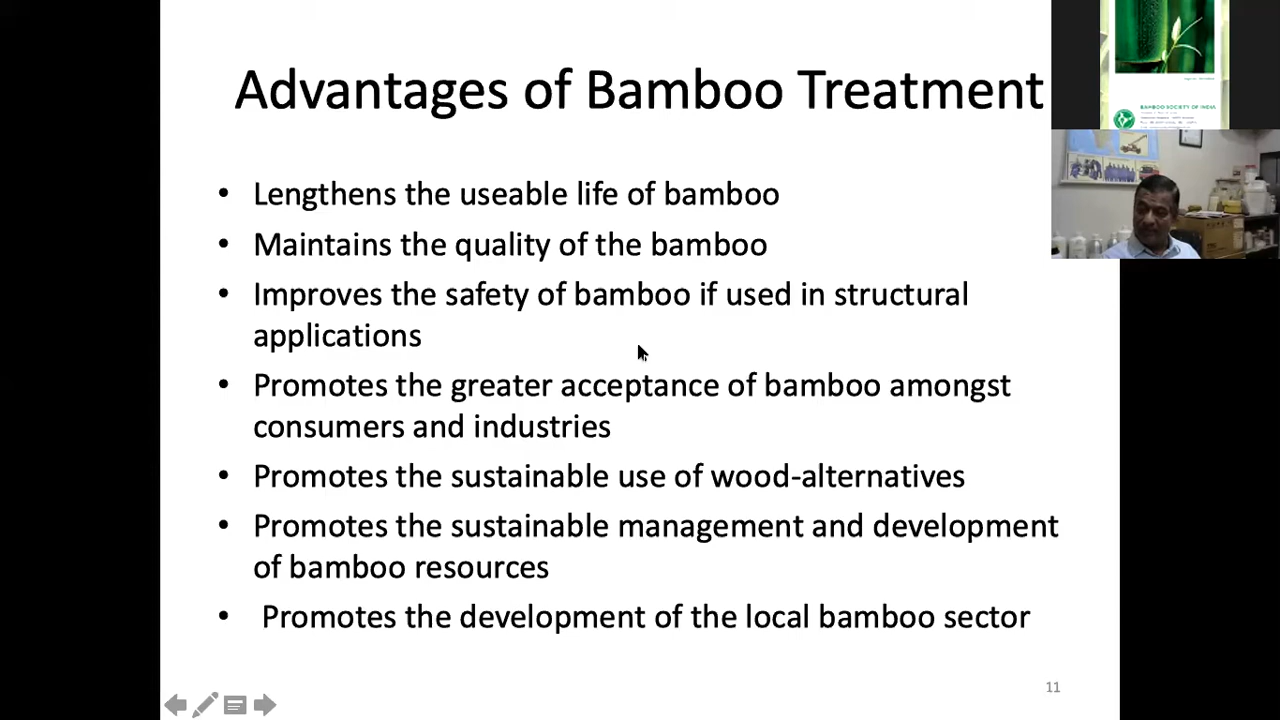 Advantages of Bamboo Treatment
• Lengthens the useable life of bamboo
• Maintains the quality of the bamboo
• Improves the safety of bamboo if used in structural
applications
• Promotes the greater acceptance of bamboo amongst
consumers and industries
• Promotes the sustainable use of wood-alternatives
• Promotes the sustainable management and development
of bamboo resources
• Promotes the development of the local bamboo sector
11
BAMBOO SOCIETY OF INDIA